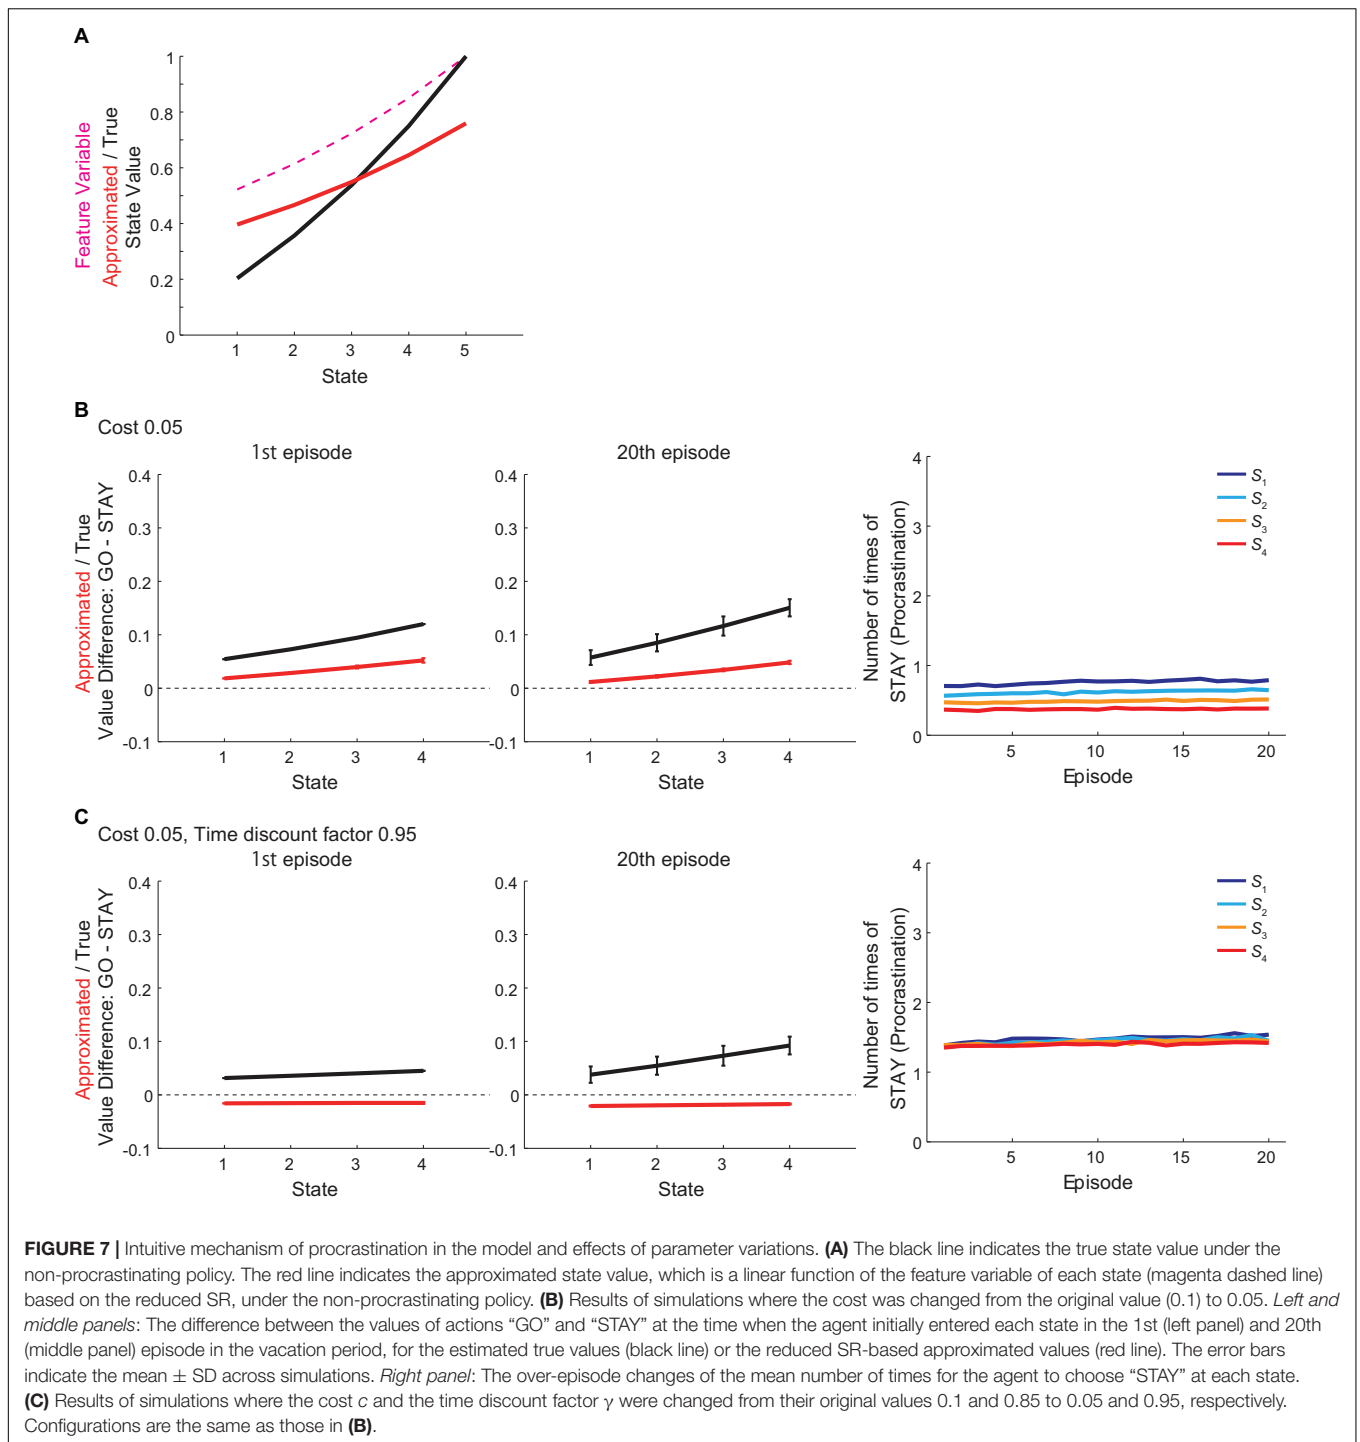 A
Feature Variable
Approximated / True
State Value
1
0.8
0.6
0.4
0.2
0
1 2 3 4 5
State
B
Cost 0.05
1st episode
Approximated / True
Value Difference: GO - STAY
0.4
0.3
0.2
0.1
0
-0.1
1 2 3 4
State
20th episode
0.4
0.3
0.2
0.1
0
-0.1
1 2 3 4
State
Number of times of
STAY (Procrastination)
4
3
2
1
0
5 10 15 20
Episode
S1
S2
S3
S4
C
Cost 0.05, Time discount factor 0.95
1st episode
Approximated / True
Value Difference: GO - STAY
0.4
0.3
0.2
0.1
0
-0.1
1 2 3 4
State
20th episode
0.4
0.3
0.2
0.1
0
-0.1
1 2 3 4
State
Number of times of
STAY (Procrastination)
4
3
2
1
0
5 10 15 20
Episode
S1
S2
S3
S4
FIGURE 7 | Intuitive mechanism of procrastination in the model and effects of parameter variations. (A) The black line indicates the true state value under the
non-procrastinating policy. The red line indicates the approximated state value, which is a linear function of the feature variable of each state (magenta dashed line)
based on the reduced SR, under the non-procrastinating policy. (B) Results of simulations where the cost was changed from the original value (0.1) to 0.05. Left and
middle panels: The difference between the values of actions “GO” and “STAY” at the time when the agent initially entered each state in the 1st (left panel) and 20th
(middle panel) episode in the vacation period, for the estimated true values (black line) or the reduced SR-based approximated values (red line). The error bars
indicate the mean ± SD across simulations. Right panel: The over-episode changes of the mean number of times for the agent to choose “STAY” at each state.
(C) Results of simulations where the cost c and the time discount factor γ were changed from their original values 0.1 and 0.85 to 0.05 and 0.95, respectively.
Configurations are the same as those in (B).